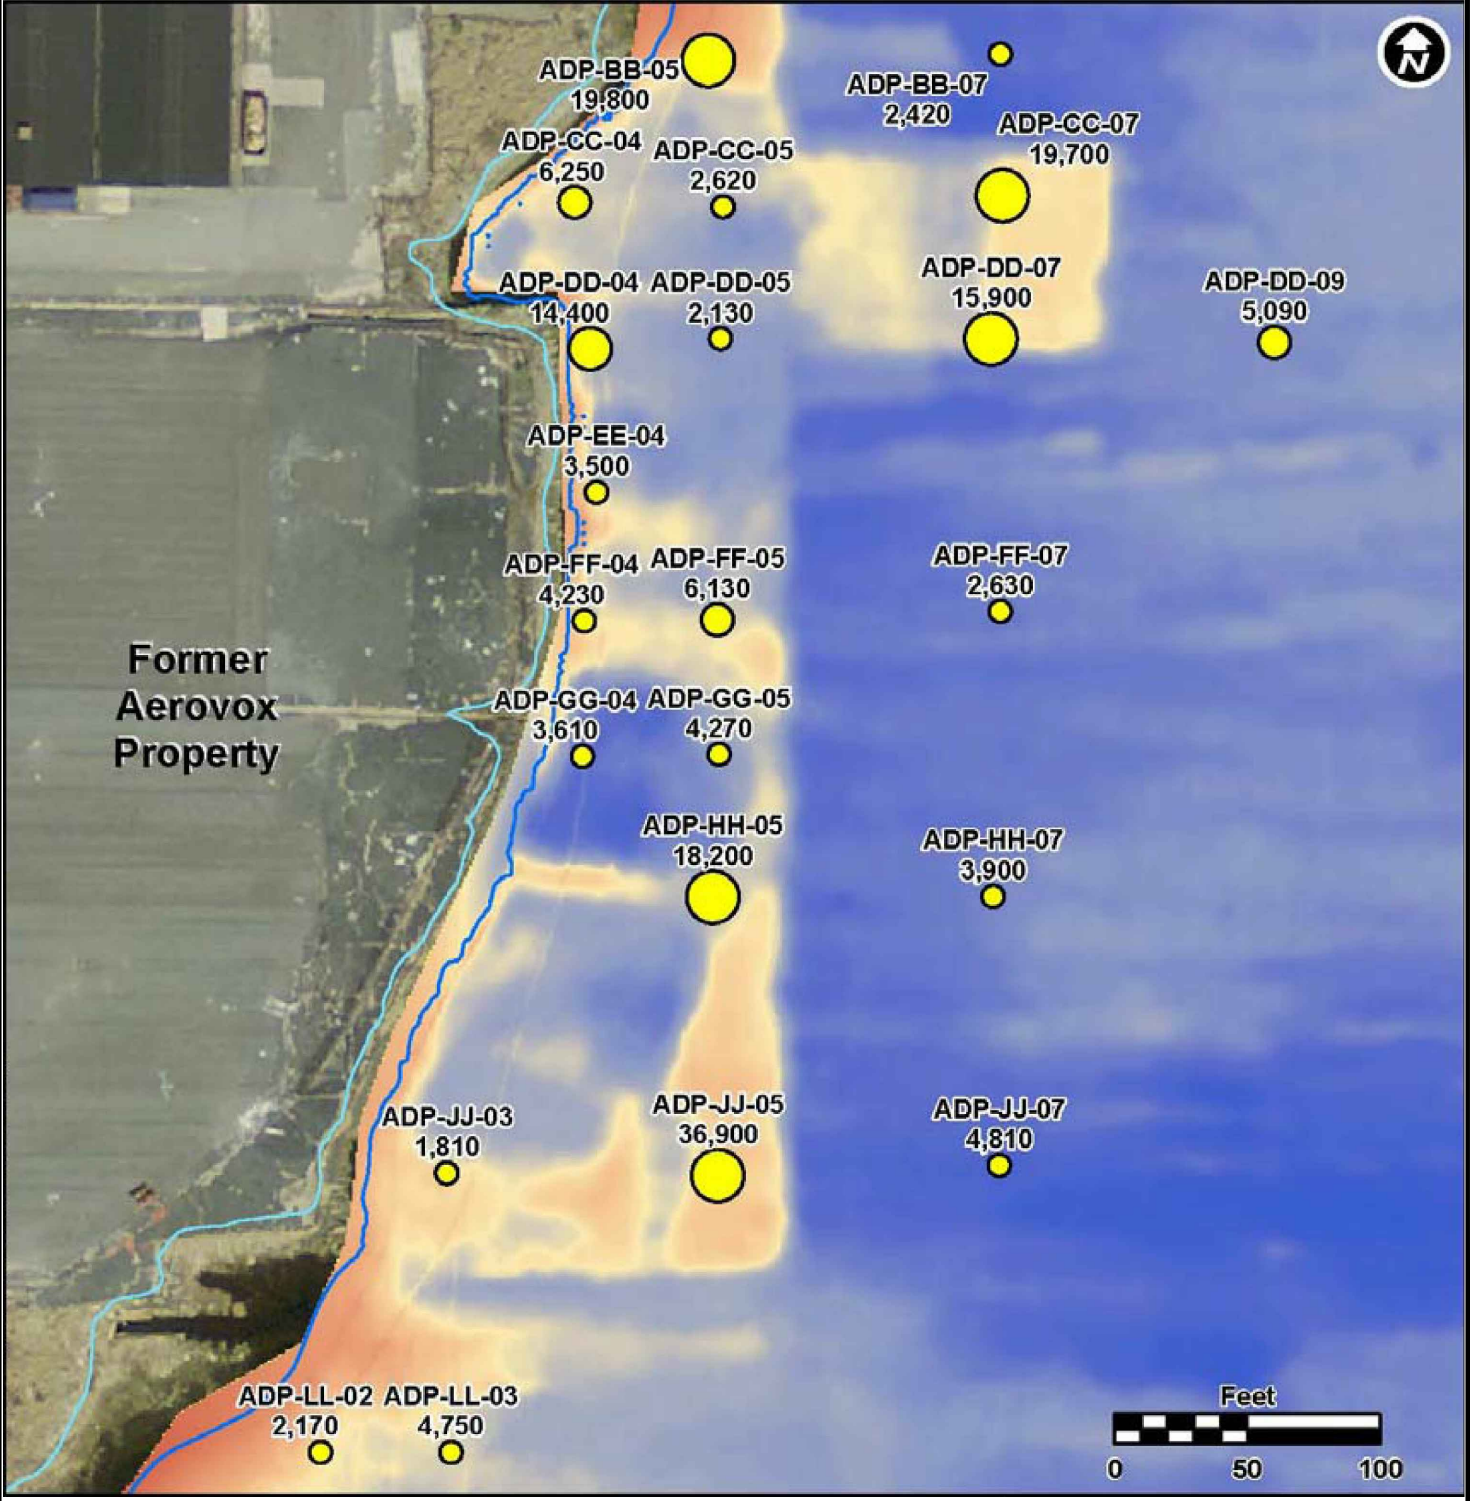 N
ADP-BB-05
19,800
ADP-BB-07
2,420
ADP-CC-04
6,250
ADP-CC-05
2,620
ADP-CC-07
19,700
ADP-DD-04
14,400
ADP-DD-05
2,130
ADP-DD-07
15,900
ADP-DD-09
5,090
ADP-EE-04
3,500
ADP-FF-04
4,230
ADP-FF-05
6,130
ADP-FF-07
2,630
Former
Aerovox
Property
ADP-GG-04
3,610
ADP-GG-05
4,270
ADP-HH-05
18,200
ADP-HH-07
3,900
ADP-JJ-03
1,810
ADP-JJ-05
36,900
ADP-JJ-07
4,810
ADP-LL-02
2,170
ADP-LL-03
4,750
Feet
0 50 100